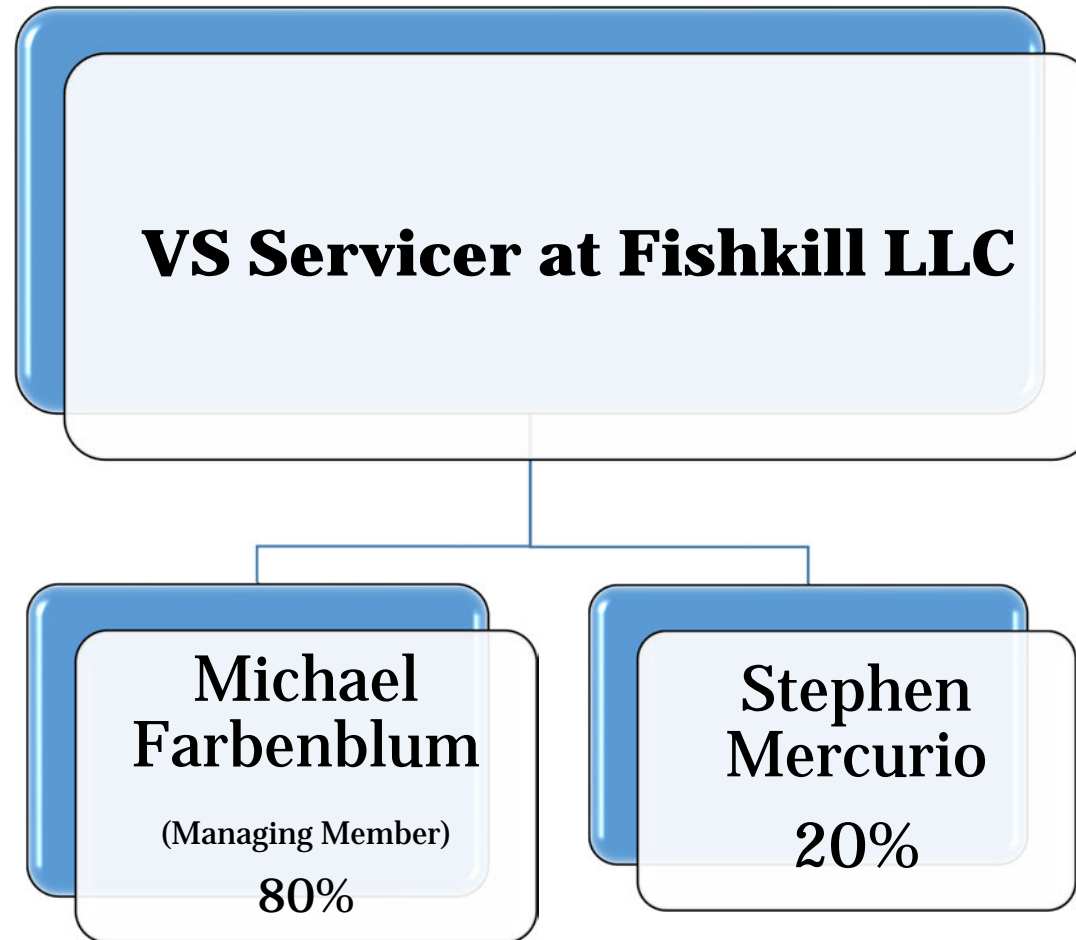 VS Servicer at Fishkill LLC
Michael
Farbenblum
(Managing Member)
80%
Stephen
Mercurio
20%